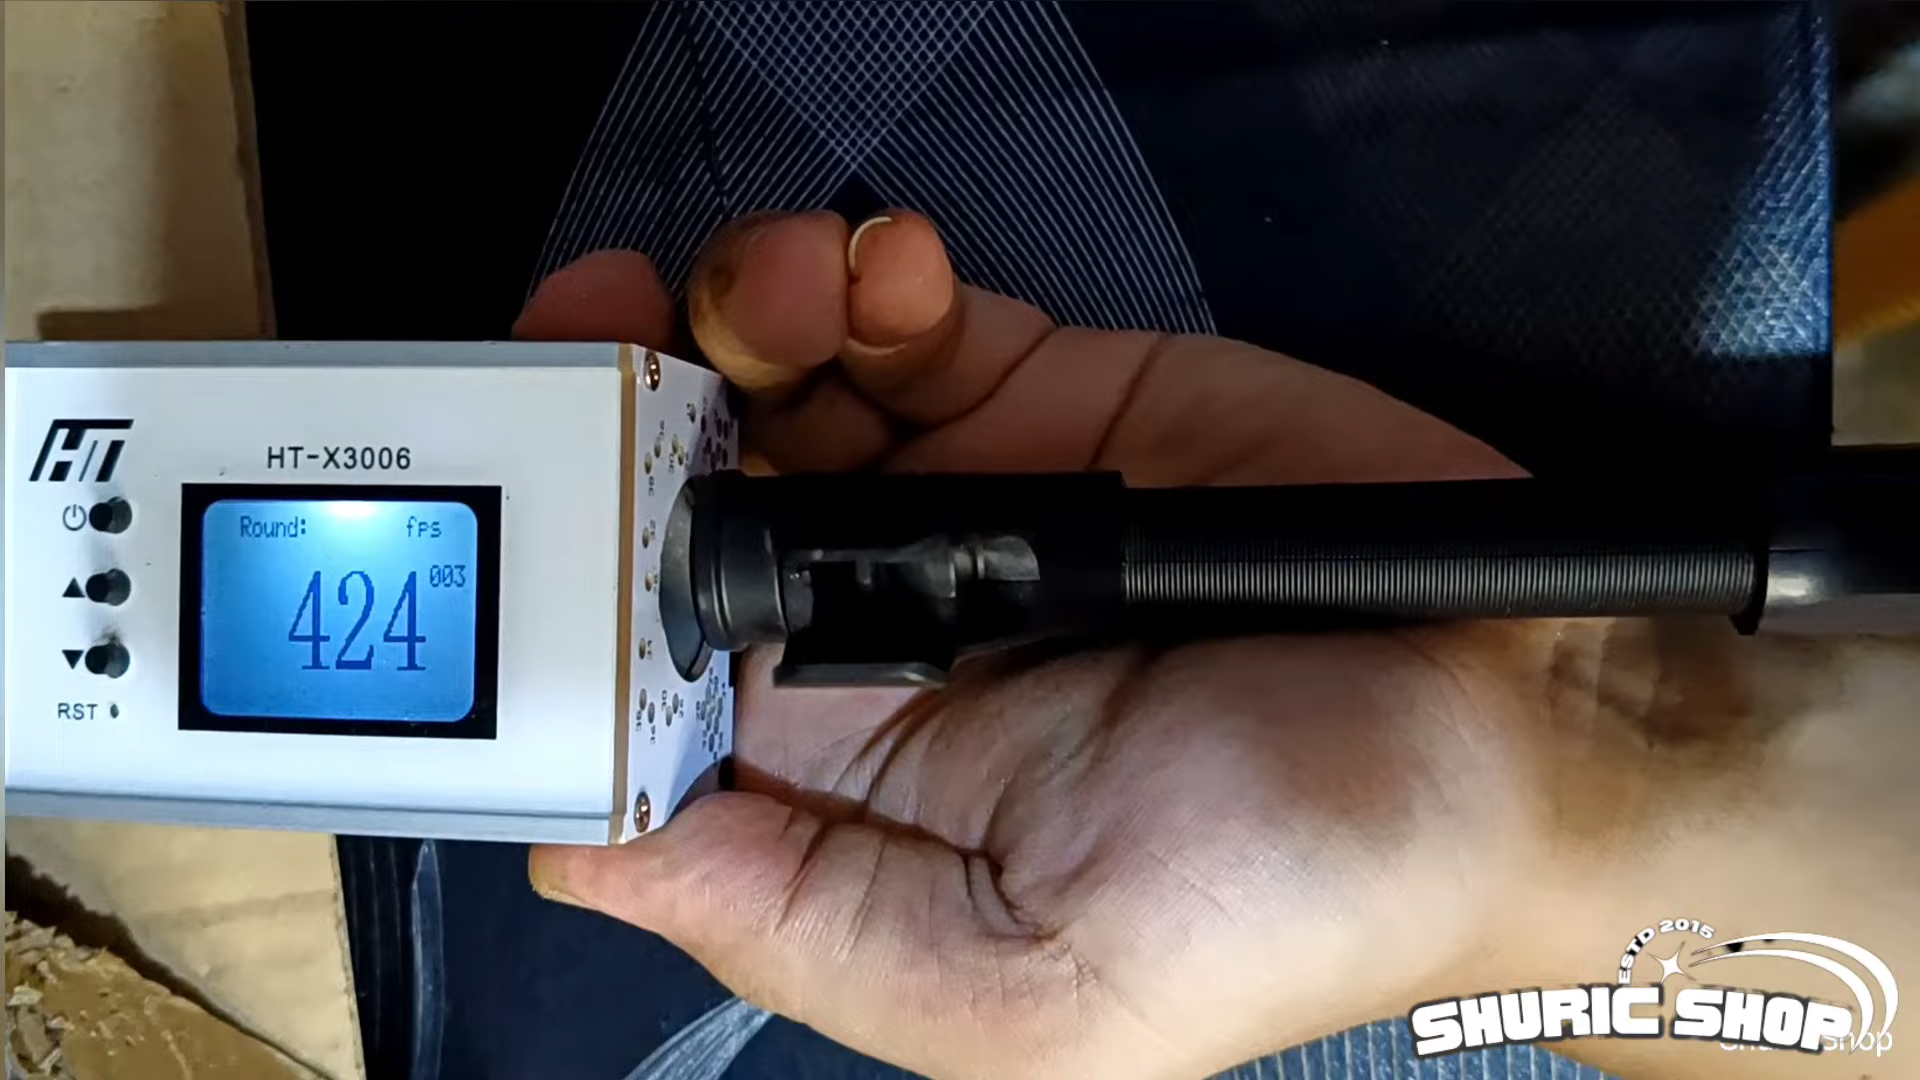 HT
HT-X3006
Round: fps
424 003
RST
ESTD 2015
SHURIC SHOP